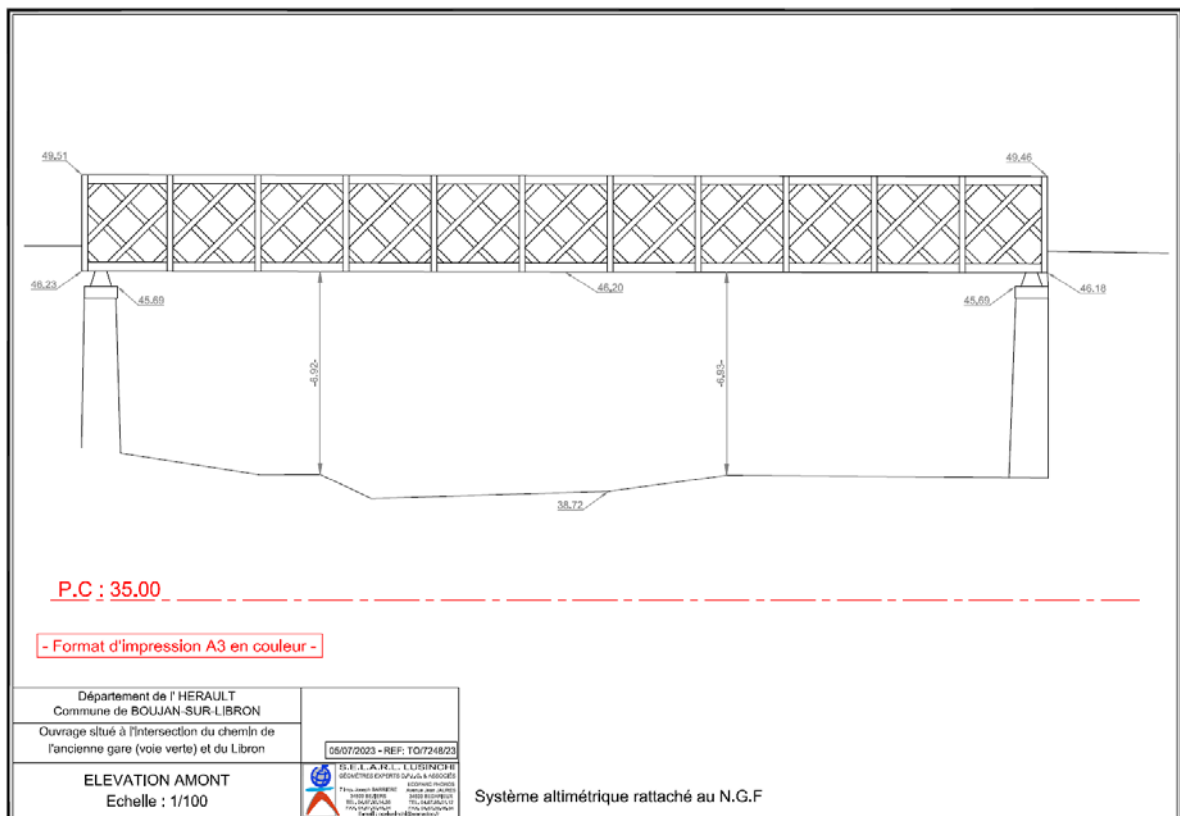 49.51
49.46
46.23
45.69
46.20
45.69
46.18
-6.92-
-6.93-
38.72
P.C : 35.00
- Format d'impression A3 en couleur -
Département de l' HERAULT
Commune de BOUJAN-SUR-LIBRON
Ouvrage situé à l'intersection du chemin de
l'ancienne gare (voie verte) et du Libron
05/07/2023 - REF: TO/7248/23
ELEVATION AMONT
Echelle : 1/100
S.E.L.A.R.L. LUSINCHI
GÉOMÈTRES EXPERTS D.P.L.G. & ASSOCIÉS
Système altimétrique rattaché au N.G.F